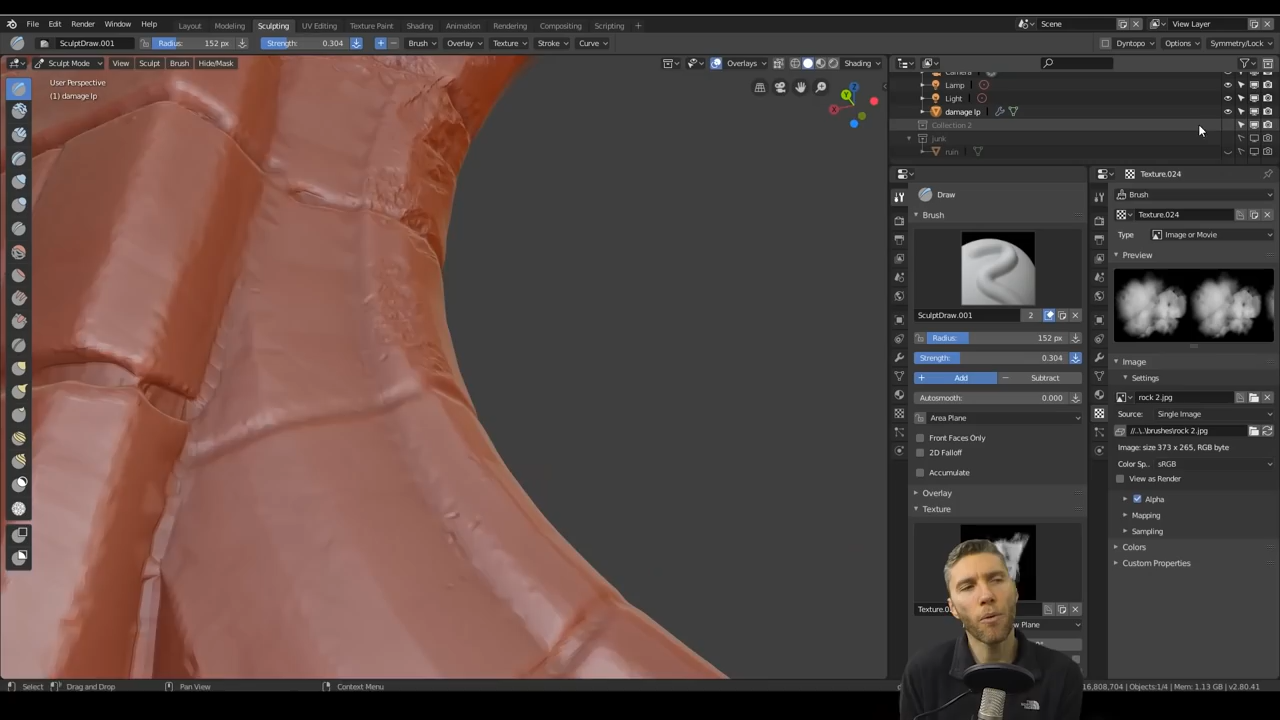 File Edit Render Window Help Layout Modeling Sculpting UV Editing Texture Paint Shading Animation Rendering Compositing Scripting + Scene View Layer
SculptDraw.001 Radius: 152 px Strength: 0.304 Brush Overlay Texture Stroke Curve Dyntopo Options Symmetry/Lock
Sculpt Mode View Sculpt Brush Hide/Mask Overlays Shading
User Perspective
(1) damage lp
Camera
Lamp
Light
damage lp
Collection 2
junk
ruin
Draw
Brush
SculptDraw.001 2
Radius: 152 px
Strength: 0.304
+ Add − Subtract
Autosmooth: 0.000
Area Plane
Front Faces Only
2D Falloff
Accumulate
Overlay
Texture
Plane
Texture.024
Brush
Texture.024
Type Image or Movie
Preview
Image
Settings
rock 2.jpg
Source: Single Image
//..\..\brushes\rock 2.jpg
Image: size 373 x 265, RGB byte
Color Sp.. sRGB
View as Render
Alpha
Mapping
Sampling
Colors
Custom Properties
Select Drag and Drop Pan View Context Menu 16,808,704 | Objects:1/4 | Mem: 1.13 GB | v2.80.41